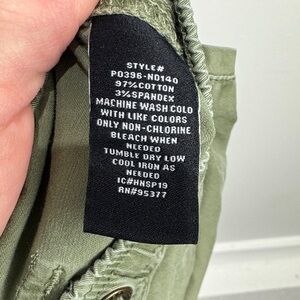 STYLE#
P0396-ND140
97%COTTON
3%SPANDEX
MACHINE WASH COLD
WITH LIKE COLORS
ONLY NON-CHLORINE
BLEACH WHEN
NEEDED
TUMBLE DRY LOW
COOL IRON AS
NEEDED
IC#HNSP19
RN#95377